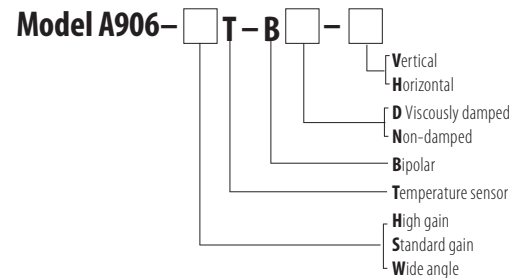 Model A906– T – B –
Vertical
Horizontal
D Viscously damped
Non-damped
Bipolar
Temperature sensor
High gain
Standard gain
Wide angle